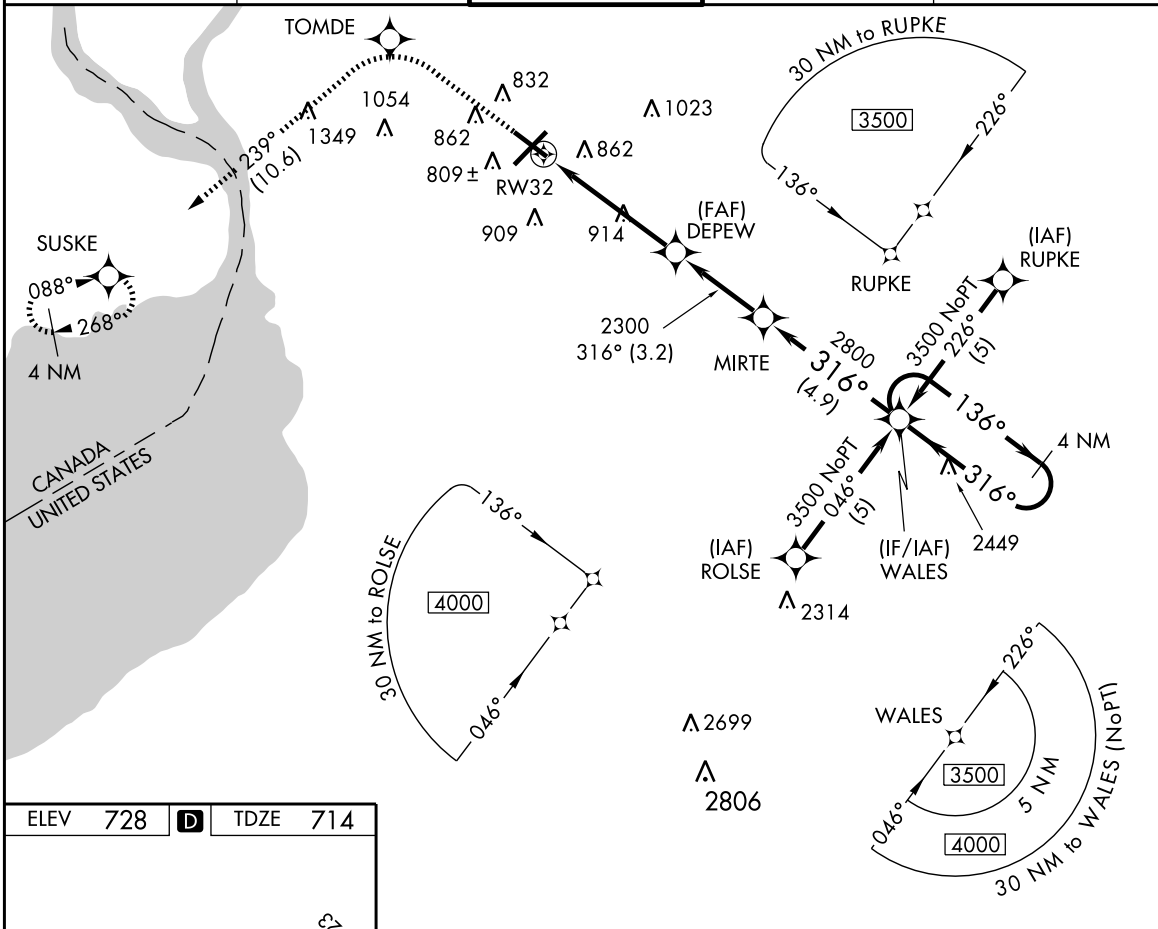 TOMDE
30 NM to RUPKE
832
1054
1023
3500
226°
1349
862
862
239°
(10.6)
809±
RW32
136°
909
914
(FAF)
DEPEW
SUSKE
088°
268°
4 NM
RUPKE
(IAF)
RUPKE
2300
316° (3.2)
MIRTE
3500 NoPT
226°
(5)
2800
316°
(4.9)
136°
4 NM
316°
3500 NoPT
046°
(5)
CANADA
UNITED STATES
(IAF)
ROLSE
(IF/IAF)
WALES
2449
2314
136°
30 NM to ROLSE
4000
046°
226°
WALES
3500
5 NM
046°
4000
30 NM to WALES (NoPT)
2699
2806
ELEV 728 D TDZE 714